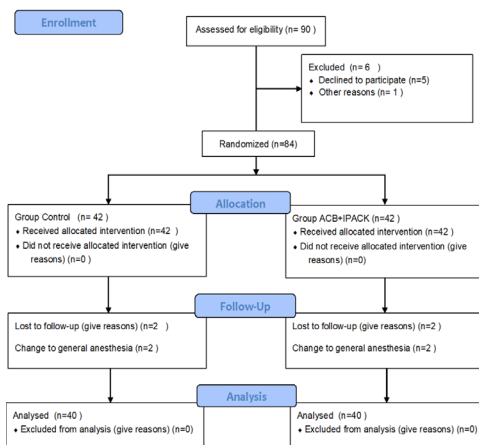 Enrollment
Assessed for eligibility (n= 90 )
Excluded (n= 6 )
♦ Declined to participate (n=5)
♦ Other reasons (n= 1 )
Randomized (n=84)
Allocation
Group Control (n= 42 )
♦ Received allocated intervention (n=42 )
♦ Did not receive allocated intervention (give
reasons) (n=0 )
Group ACB+IPACK (n=42 )
♦ Received allocated intervention (n=42 )
♦ Did not receive allocated intervention (give
reasons) (n=0)
Follow-Up
Lost to follow-up (give reasons) (n=2 )
Change to general anesthesia (n=2 )
Lost to follow-up (give reasons) (n=2 )
Change to general anesthesia (n=2 )
Analysis
Analysed (n=40 )
♦ Excluded from analysis (give reasons) (n=0)
Analysed (n=40 )
♦ Excluded from analysis (give reasons) (n=0)